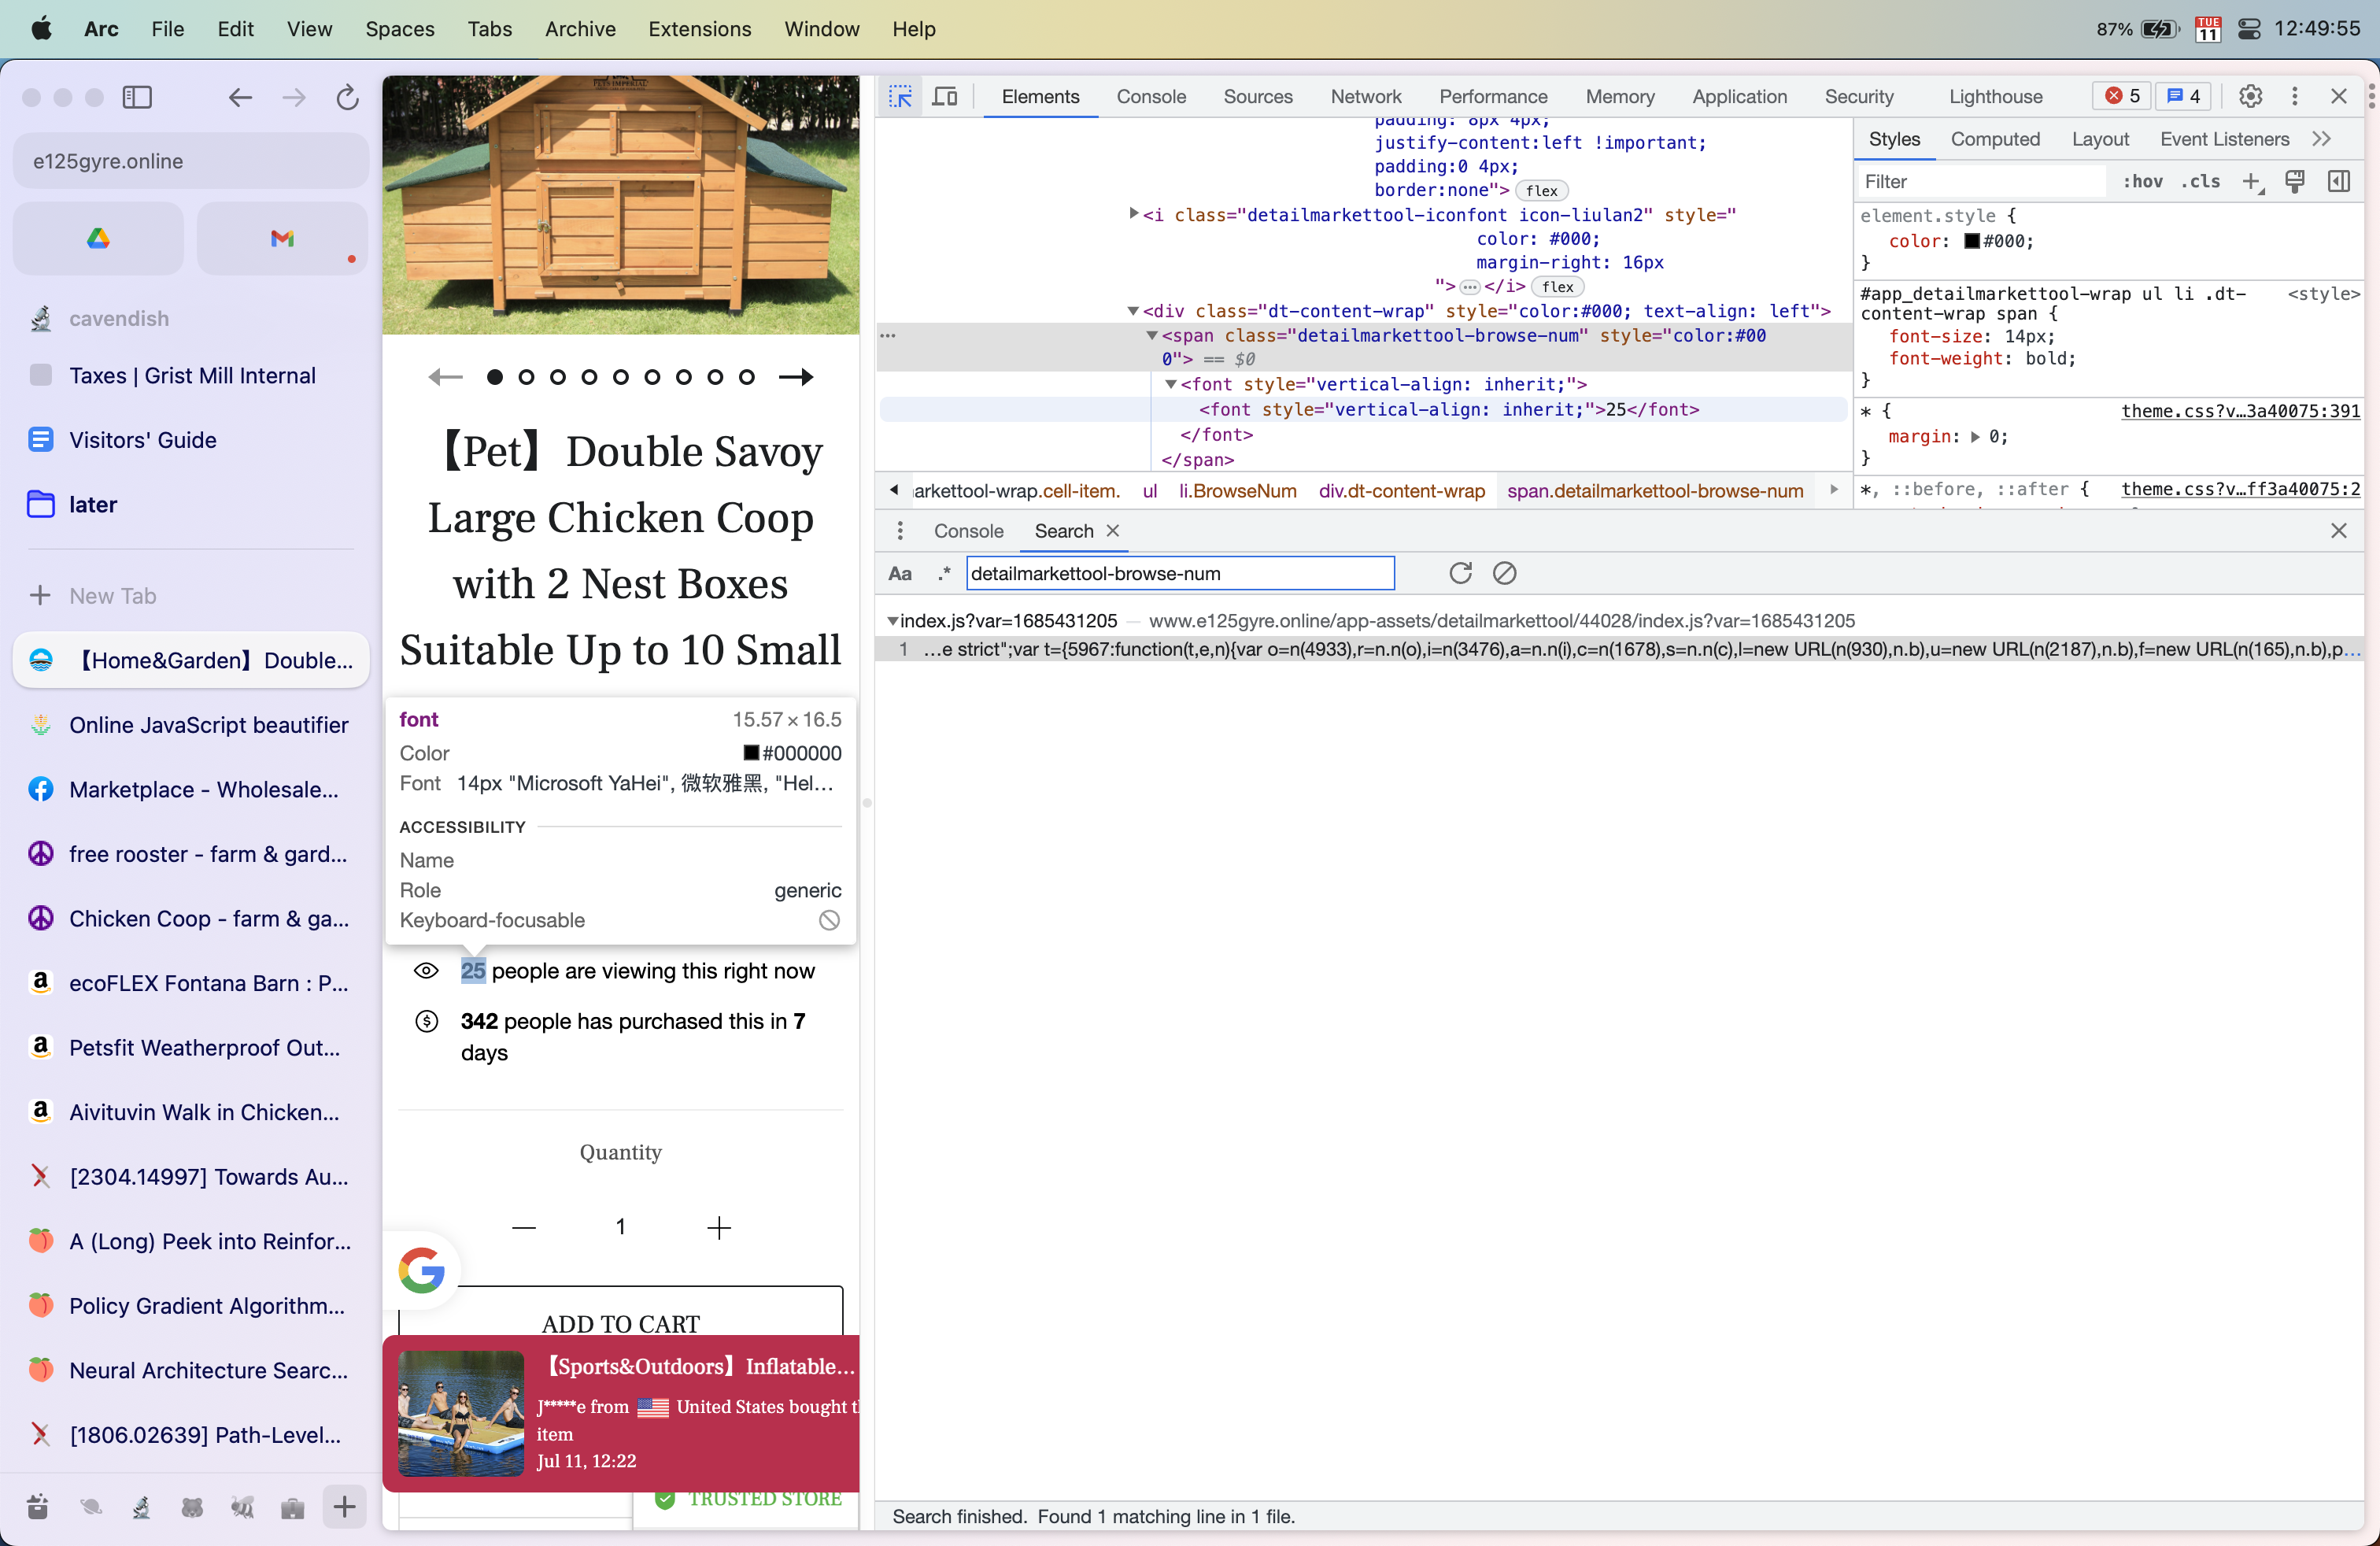 Arc File Edit View Spaces Tabs Archive Extensions Window Help
87% TUE 11 12:49:55
e125gyre.online
cavendish
Taxes | Grist Mill Internal
Visitors' Guide
later
New Tab
【Home&Garden】Double...
Online JavaScript beautifier
Marketplace - Wholesale...
free rooster - farm & gard...
Chicken Coop - farm & ga...
ecoFLEX Fontana Barn : P...
Petsfit Weatherproof Out...
Aivituvin Walk in Chicken...
[2304.14997] Towards Au...
A (Long) Peek into Reinfor...
Policy Gradient Algorithm...
Neural Architecture Searc...
[1806.02639] Path-Level...
【Pet】Double Savoy
Large Chicken Coop
with 2 Nest Boxes
Suitable Up to 10 Small
font 15.57 × 16.5
Color #000000
Font 14px "Microsoft YaHei", 微软雅黑, "Hel...
ACCESSIBILITY
Name
Role generic
Keyboard-focusable
25 people are viewing this right now
342 people has purchased this in 7
days
Quantity
1
ADD TO CART
【Sports&Outdoors】Inflatable...
J*****e from United States bought t
item
Jul 11, 12:22
TRUSTED STORE
Elements Console Sources Network Performance Memory Application Security Lighthouse 5 4
padding: 8px 4px;
justify-content:left !important;
padding:0 4px;
border:none"> flex
<i class="detailmarkettool-iconfont icon-liulan2" style="
color: #000;
margin-right: 16px
">…</i> flex
<div class="dt-content-wrap" style="color:#000; text-align: left">
<span class="detailmarkettool-browse-num" style="color:#00
0"> == $0
<font style="vertical-align: inherit;">
<font style="vertical-align: inherit;">25</font>
</font>
</span>
arkettool-wrap.cell-item. ul li.BrowseNum div.dt-content-wrap span.detailmarkettool-browse-num
Styles Computed Layout Event Listeners
Filter :hov .cls
element.style {
color: #000;
}
#app_detailmarkettool-wrap ul li .dt- <style>
content-wrap span {
font-size: 14px;
font-weight: bold;
}
* { theme.css?v…3a40075:391
margin: 0;
}
*, ::before, ::after { theme.css?v…ff3a40075:2
Console Search
Aa .* detailmarkettool-browse-num
index.js?var=1685431205 — www.e125gyre.online/app-assets/detailmarkettool/44028/index.js?var=1685431205
1 …e strict";var t={5967:function(t,e,n){var o=n(4933),r=n.n(o),i=n(3476),a=n.n(i),c=n(1678),s=n.n(c),l=new URL(n(930),n.b),u=new URL(n(2187),n.b),f=new URL(n(165),n.b),p…
Search finished. Found 1 matching line in 1 file.